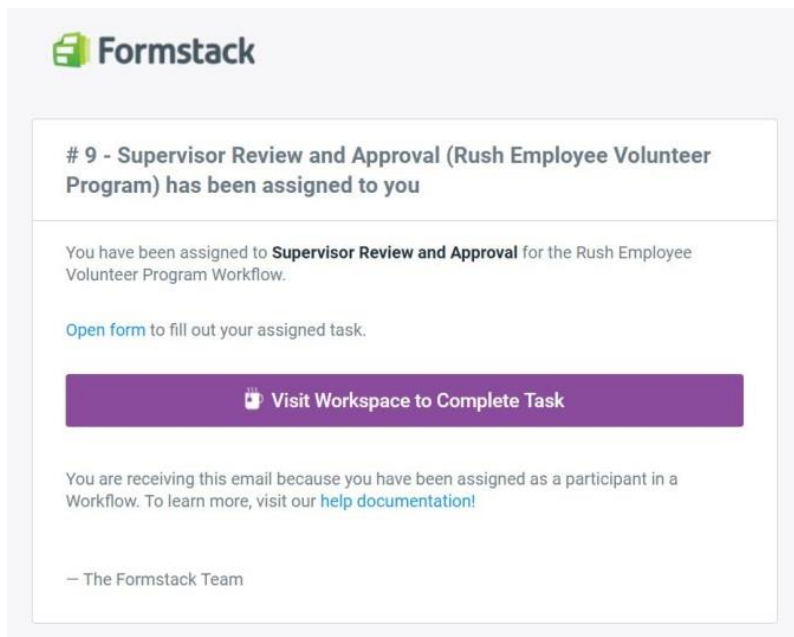 Formstack
# 9 - Supervisor Review and Approval (Rush Employee Volunteer
Program) has been assigned to you
You have been assigned to Supervisor Review and Approval for the Rush Employee
Volunteer Program Workflow.
Open form to fill out your assigned task.
Visit Workspace to Complete Task
You are receiving this email because you have been assigned as a participant in a
Workflow. To learn more, visit our help documentation!
— The Formstack Team